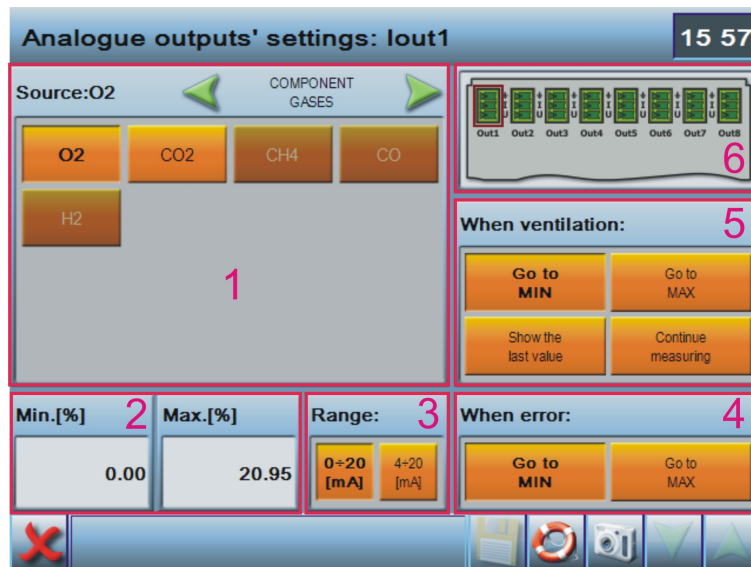 Analogue outputs' settings: Iout1
15 57
Source:O2
COMPONENT
GASES
O2
CO2
CH4
CO
H2
1
+ I U
+ I U
+ I U
+ I U
+ I U
+ I U
+ I U
+ I U
Out1 Out2 Out3 Out4 Out5 Out6 Out7 Out8
6
When ventilation:
5
Go to
MIN
Go to
MAX
Show the
last value
Continue
measuring
Min.[%]
2
Max.[%]
0.00
20.95
Range:
3
0÷20
[mA]
4÷20
[mA]
When error:
4
Go to
MIN
Go to
MAX